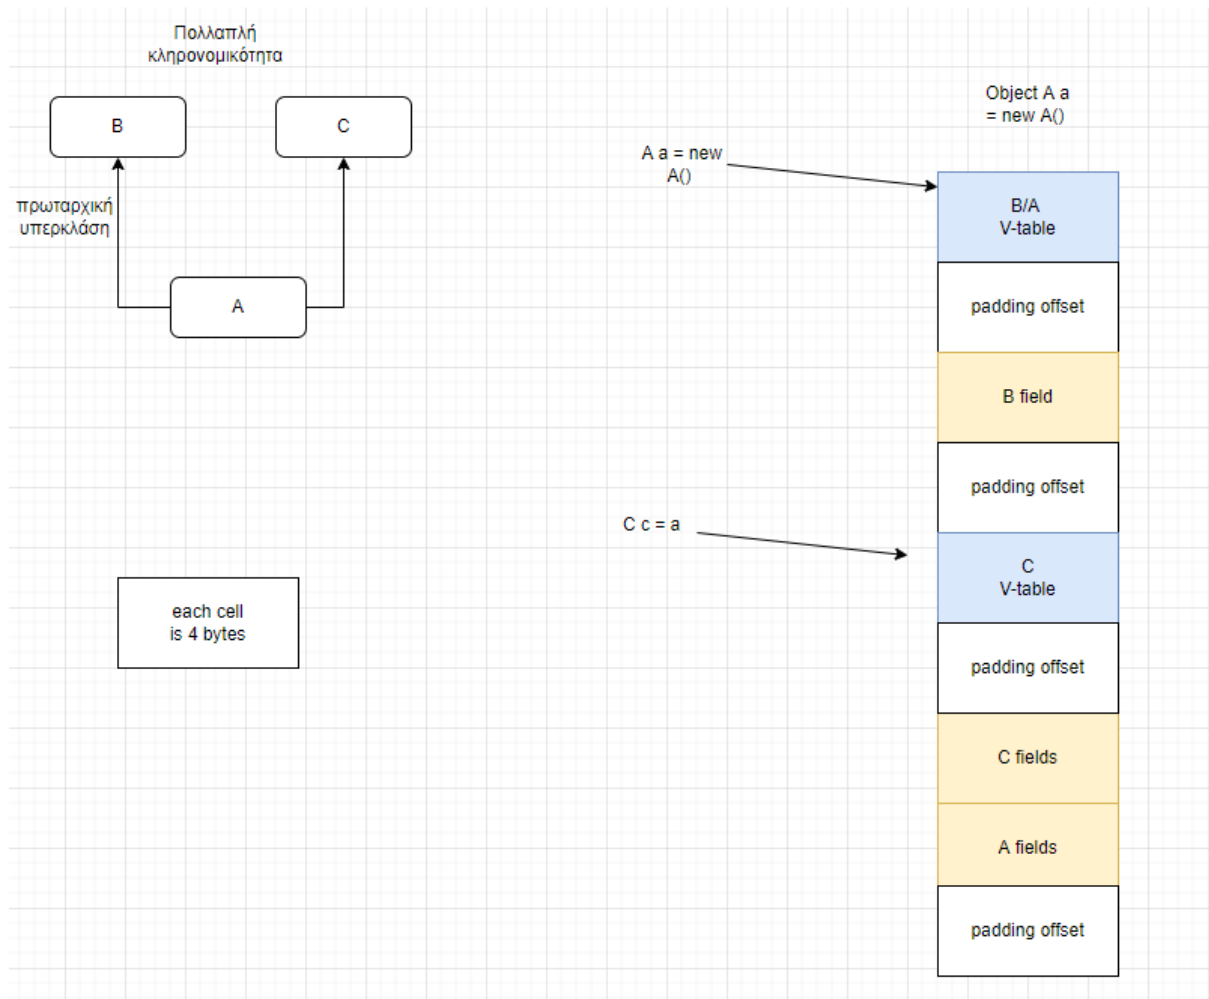 Πολλαπλή
κληρονομικότητα
B
C
πρωταρχική
υπερκλάση
A
each cell
is 4 bytes
Object A a
= new A()
A a = new
A()
B/A
V-table
padding offset
B field
padding offset
C c = a
C
V-table
padding offset
C fields
A fields
padding offset